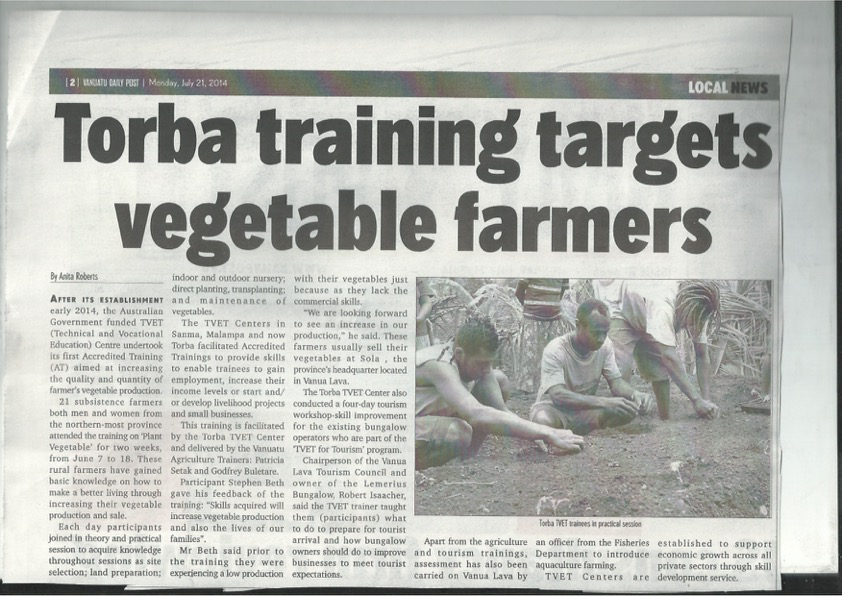 | 2 | VANUATU DAILY POST | Monday, July 21, 2014
LOCAL NEWS
Torba training targets
vegetable farmers
By Anita Roberts
AFTER ITS ESTABLISHMENT
early 2014, the Australian
Government funded TVET
(Technical and Vocational
Education) Centre undertook
its first Accredited Training
(AT) aimed at increasing
the quality and quantity of
farmer's vegetable production.
21 subsistence farmers
both men and women from
the northern-most province
attended the training on 'Plant
Vegetable' for two weeks,
from June 7 to 18. These
rural farmers have gained
basic knowledge on how to
make a better living through
increasing their vegetable
production and sale.
Each day participants
joined in theory and practical
session to acquire knowledge
throughout sessions as site
selection; land preparation;
indoor and outdoor nursery;
direct planting, transplanting;
and maintenance of
vegetables.
The TVET Centers in
Sanma, Malampa and now
Torba facilitated Accredited
Trainings to provide skills
to enable trainees to gain
employment, increase their
income levels or start and/
or develop livelihood projects
and small businesses.
This training is facilitated
by the Torba TVET Center
and delivered by the Vanuatu
Agriculture Trainers: Patricia
Setak and Godfrey Buletare.
Participant Stephen Beth
gave his feedback of the
training: "Skills acquired will
increase vegetable production
and also the lives of our
families".
Mr Beth said prior to
the training they were
experiencing a low production
with their vegetables just
because as they lack the
commercial skills.
"We are looking forward
to see an increase in our
production," he said. These
farmers usually sell their
vegetables at Sola , the
province's headquarter located
in Vanua Lava.
The Torba TVET Center also
conducted a four-day tourism
workshop-skill improvement
for the existing bungalow
operators who are part of the
'TVET for Tourism' program.
Chairperson of the Vanua
Lava Tourism Council and
owner of the Lemerius
Bungalow, Robert Isaacher,
said the TVET trainer taught
them (participants) what
to do to prepare for tourist
arrival and how bungalow
owners should do to improve
businesses to meet tourist
expectations.
Torba TVET trainees in practical session
Apart from the agriculture
and tourism trainings,
assessment has also been
carried on Vanua Lava by
an officer from the Fisheries
Department to introduce
aquaculture farming.
TVET Centers are
established to support
economic growth across all
private sectors through skill
development service.